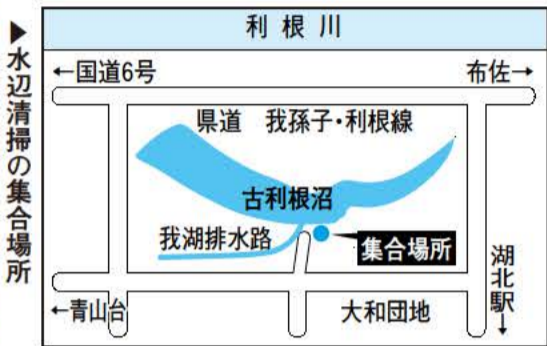 ▶水辺清掃の集合場所
利根川
←国道6号
布佐→
県道 我孫子・利根線
古利根沼
我湖排水路
集合場所
湖北駅↓
←青山台
大和団地